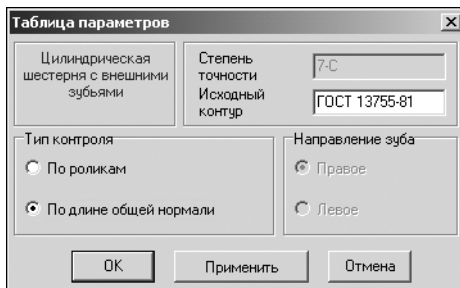 Таблица параметров
Цилиндрическая
шестерня с внешними
зубьями
Степень
точности
7-C
Исходный
контур
ГОСТ 13755-81
Тип контроля
По роликам
По длине общей нормали
Направление зуба
Правое
Левое
OK
Применить
Отмена